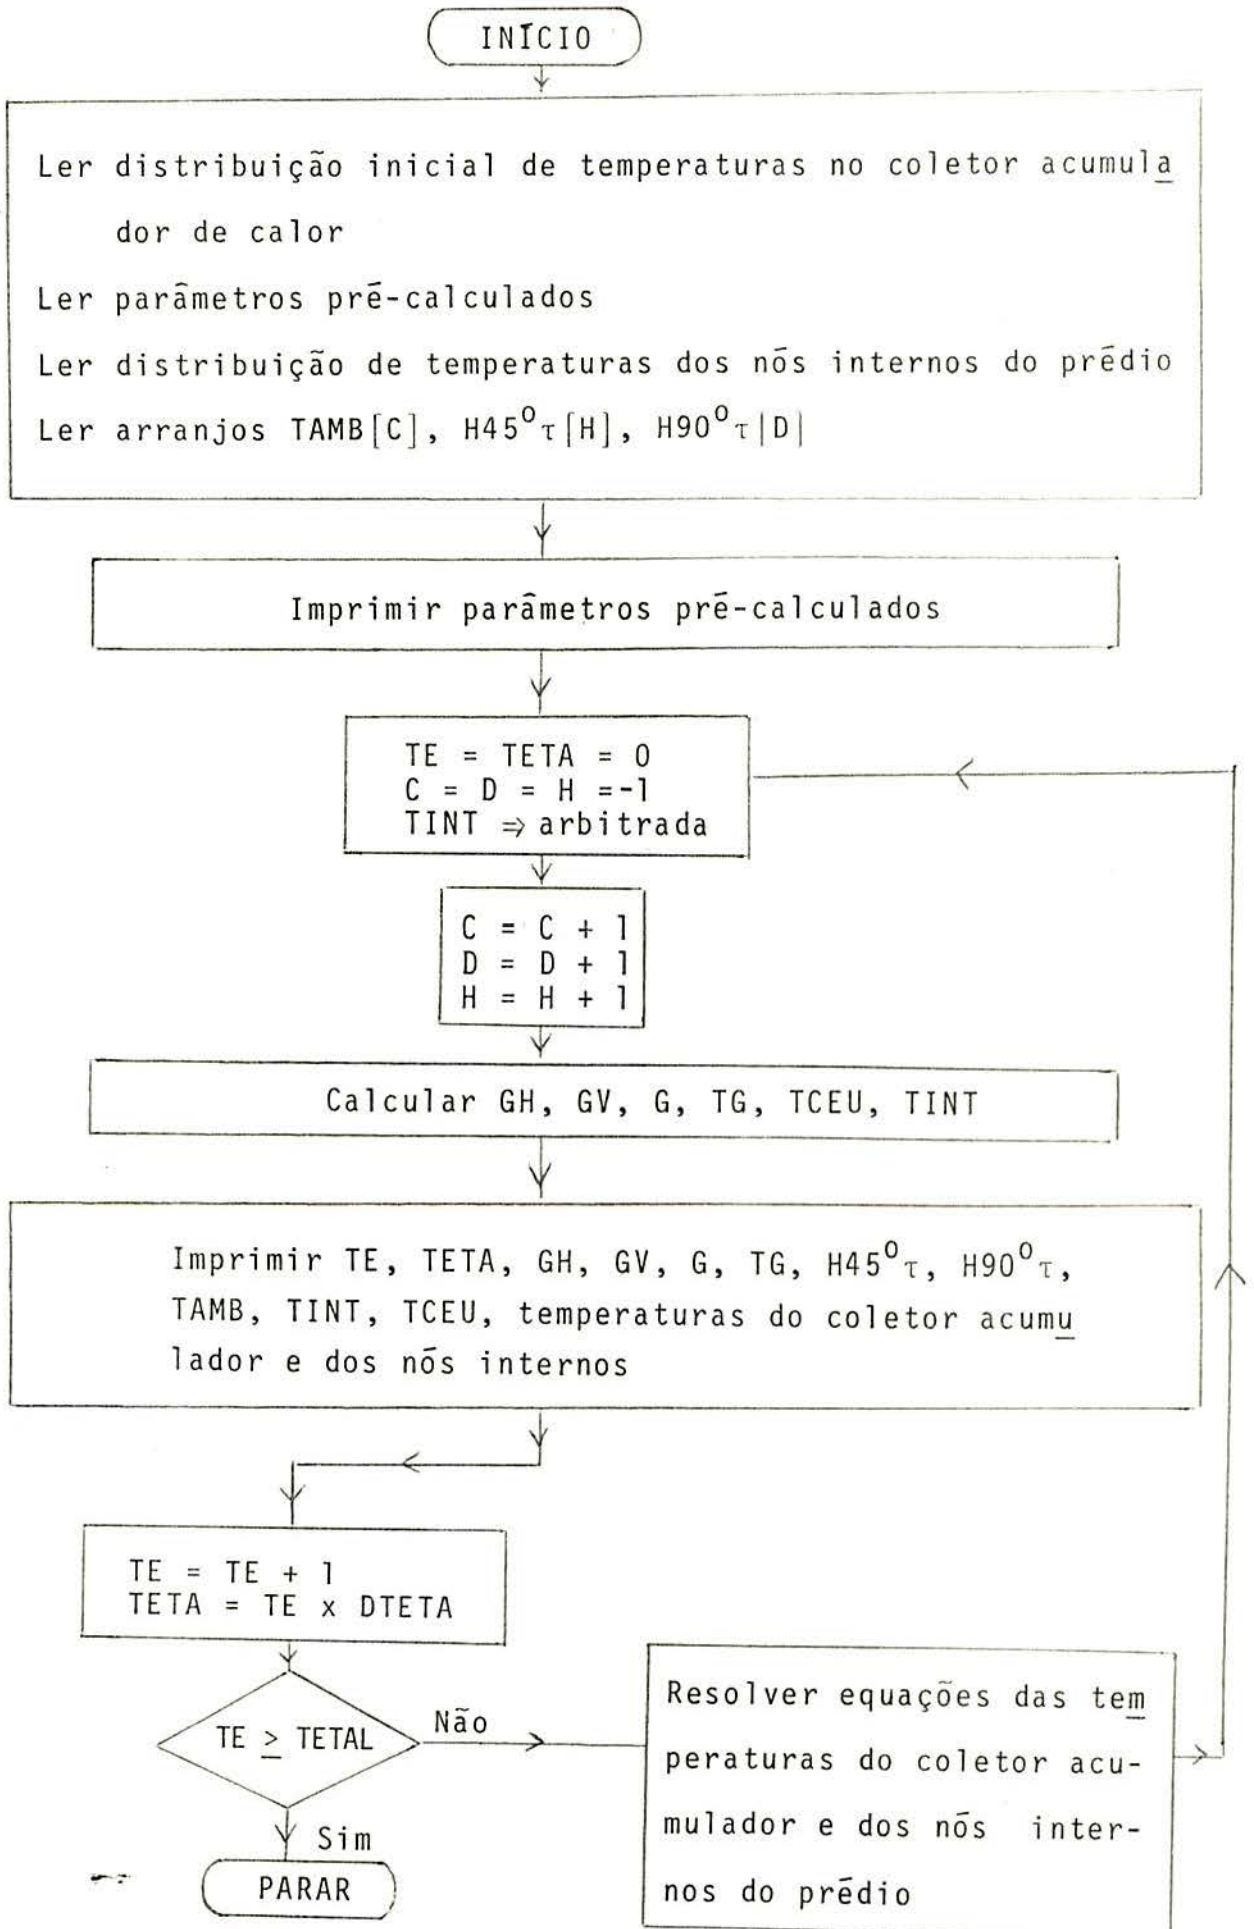 INÍCIO
Ler distribuição inicial de temperaturas no coletor acumula
dor de calor
Ler parâmetros pré-calculados
Ler distribuição de temperaturas dos nós internos do prédio
Ler arranjos TAMB[C], H45⁰τ[H], H90⁰τ|D|
Imprimir parâmetros pré-calculados
TE = TETA = 0
C = D = H =-1
TINT ⇒ arbitrada
C = C + 1
D = D + 1
H = H + 1
Calcular GH, GV, G, TG, TCEU, TINT
Imprimir TE, TETA, GH, GV, G, TG, H45⁰τ, H90⁰τ,
TAMB, TINT, TCEU, temperaturas do coletor acumu
lador e dos nós internos
TE = TE + 1
TETA = TE x DTETA
TE ≥ TETAL
Não
Resolver equações das tem
peraturas do coletor acu-
mulador e dos nós inter-
nos do prédio
Sim
PARAR